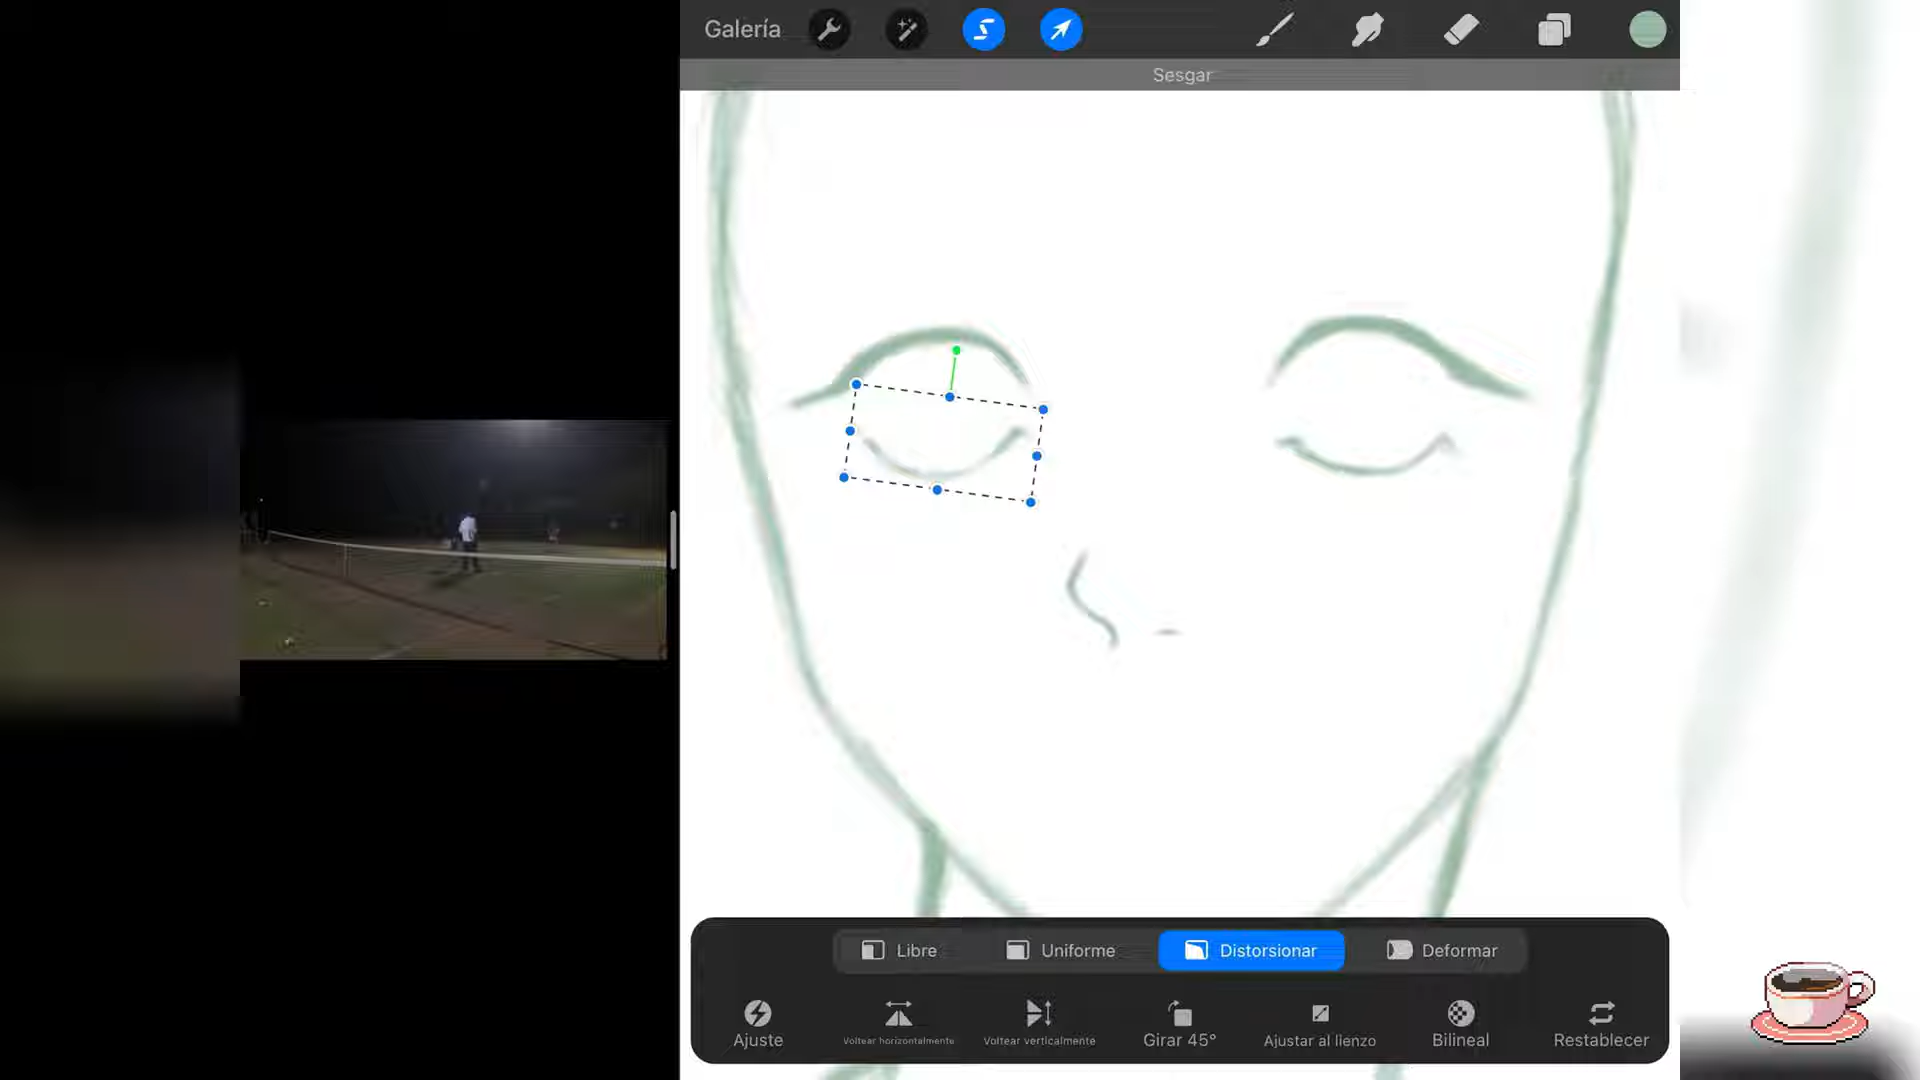 Galería
Sesgar
Libre Uniforme Distorsionar Deformar
Ajuste Voltear horizontalmente Voltear verticalmente Girar 45° Ajustar al lienzo Bilineal Restablecer